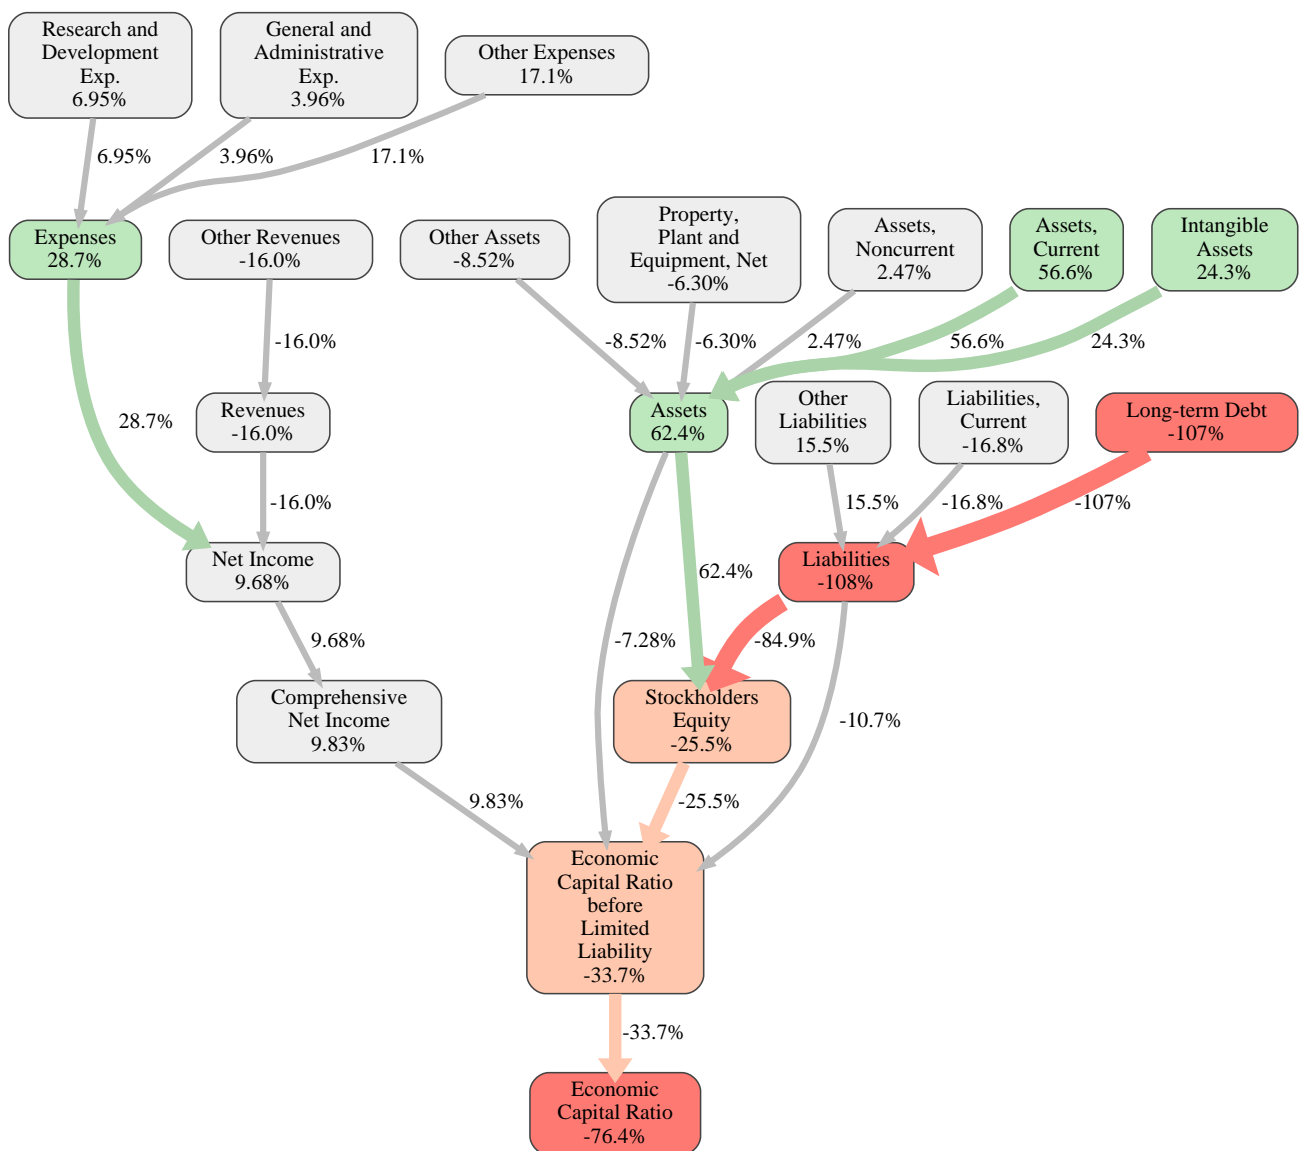 Research and
Development
Exp.
6.95%
General and
Administrative
Exp.
3.96%
Other Expenses
17.1%
6.95%
3.96%
17.1%
Expenses
28.7%
Other Revenues
-16.0%
Other Assets
-8.52%
Property,
Plant and
Equipment, Net
-6.30%
Assets,
Noncurrent
2.47%
Assets,
Current
56.6%
Intangible
Assets
24.3%
-16.0%
-8.52%
-6.30%
2.47%
56.6%
24.3%
28.7%
Revenues
-16.0%
Assets
62.4%
Other
Liabilities
15.5%
Liabilities,
Current
-16.8%
Long-term Debt
-107%
-16.0%
15.5%
-16.8%
-107%
Net Income
9.68%
62.4%
Liabilities
-108%
9.68%
-7.28%
-84.9%
Comprehensive
Net Income
9.83%
Stockholders
Equity
-25.5%
-10.7%
9.83%
-25.5%
Economic
Capital Ratio
before
Limited
Liability
-33.7%
-33.7%
Economic
Capital Ratio
-76.4%